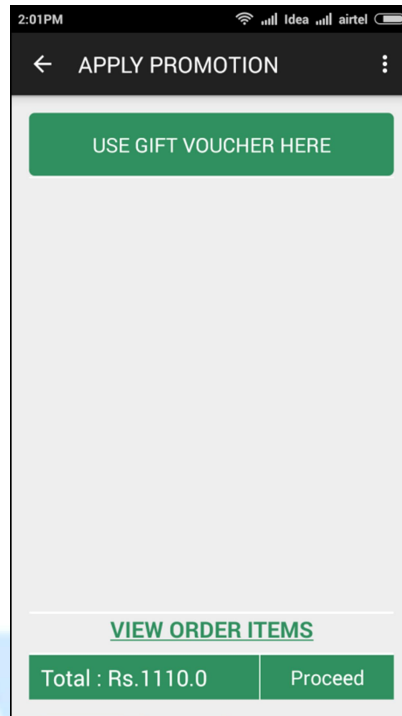 2:01PM Idea airtel
APPLY PROMOTION
USE GIFT VOUCHER HERE
VIEW ORDER ITEMS
Total : Rs.1110.0 Proceed